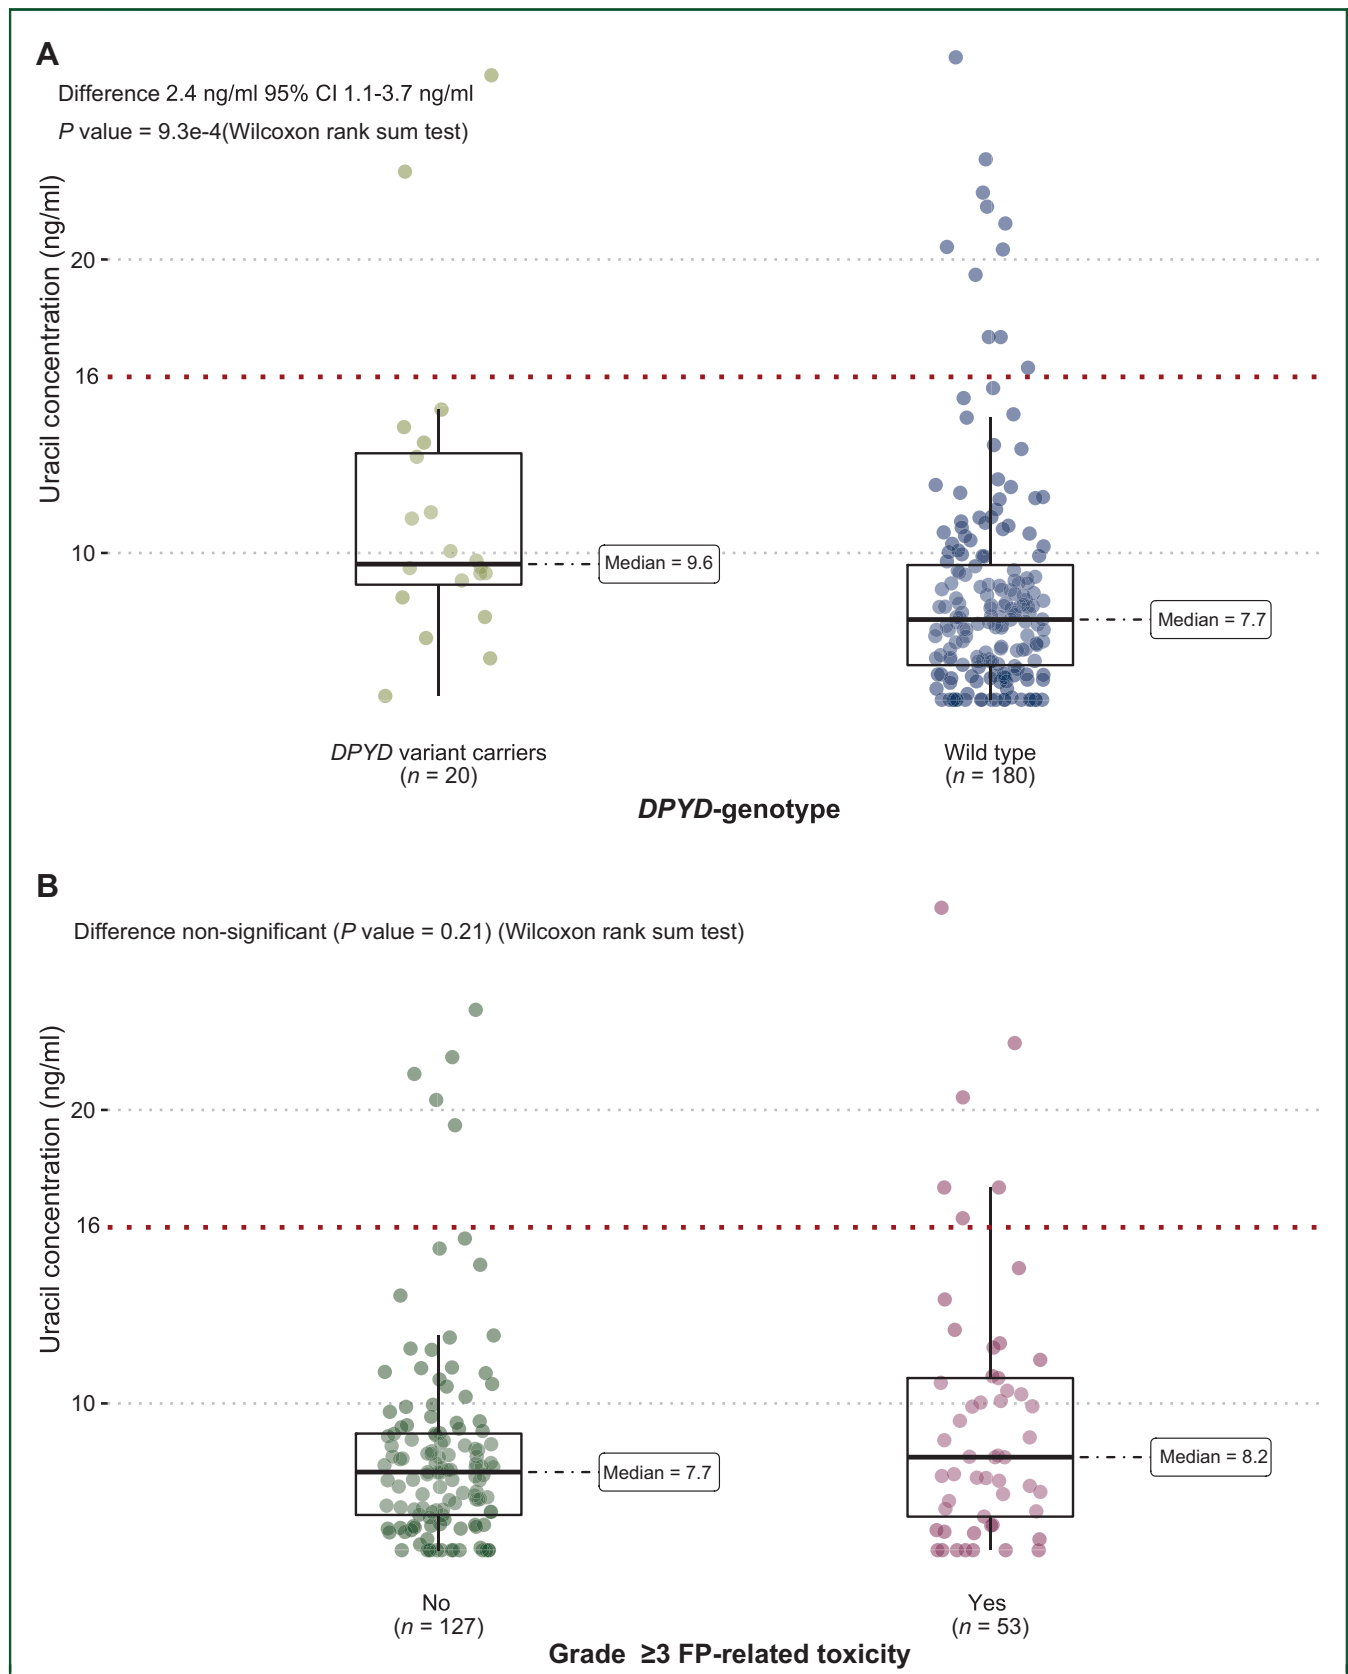 A
Difference 2.4 ng/ml 95% CI 1.1-3.7 ng/ml
P value = 9.3e-4(Wilcoxon rank sum test)
Uracil concentration (ng/ml)
20
16
10
Median = 9.6
Median = 7.7
DPYD variant carriers
(n = 20)
Wild type
(n = 180)
DPYD-genotype
B
Difference non-significant (P value = 0.21) (Wilcoxon rank sum test)
Uracil concentration (ng/ml)
20
16
10
Median = 7.7
Median = 8.2
No
(n = 127)
Yes
(n = 53)
Grade ≥3 FP-related toxicity